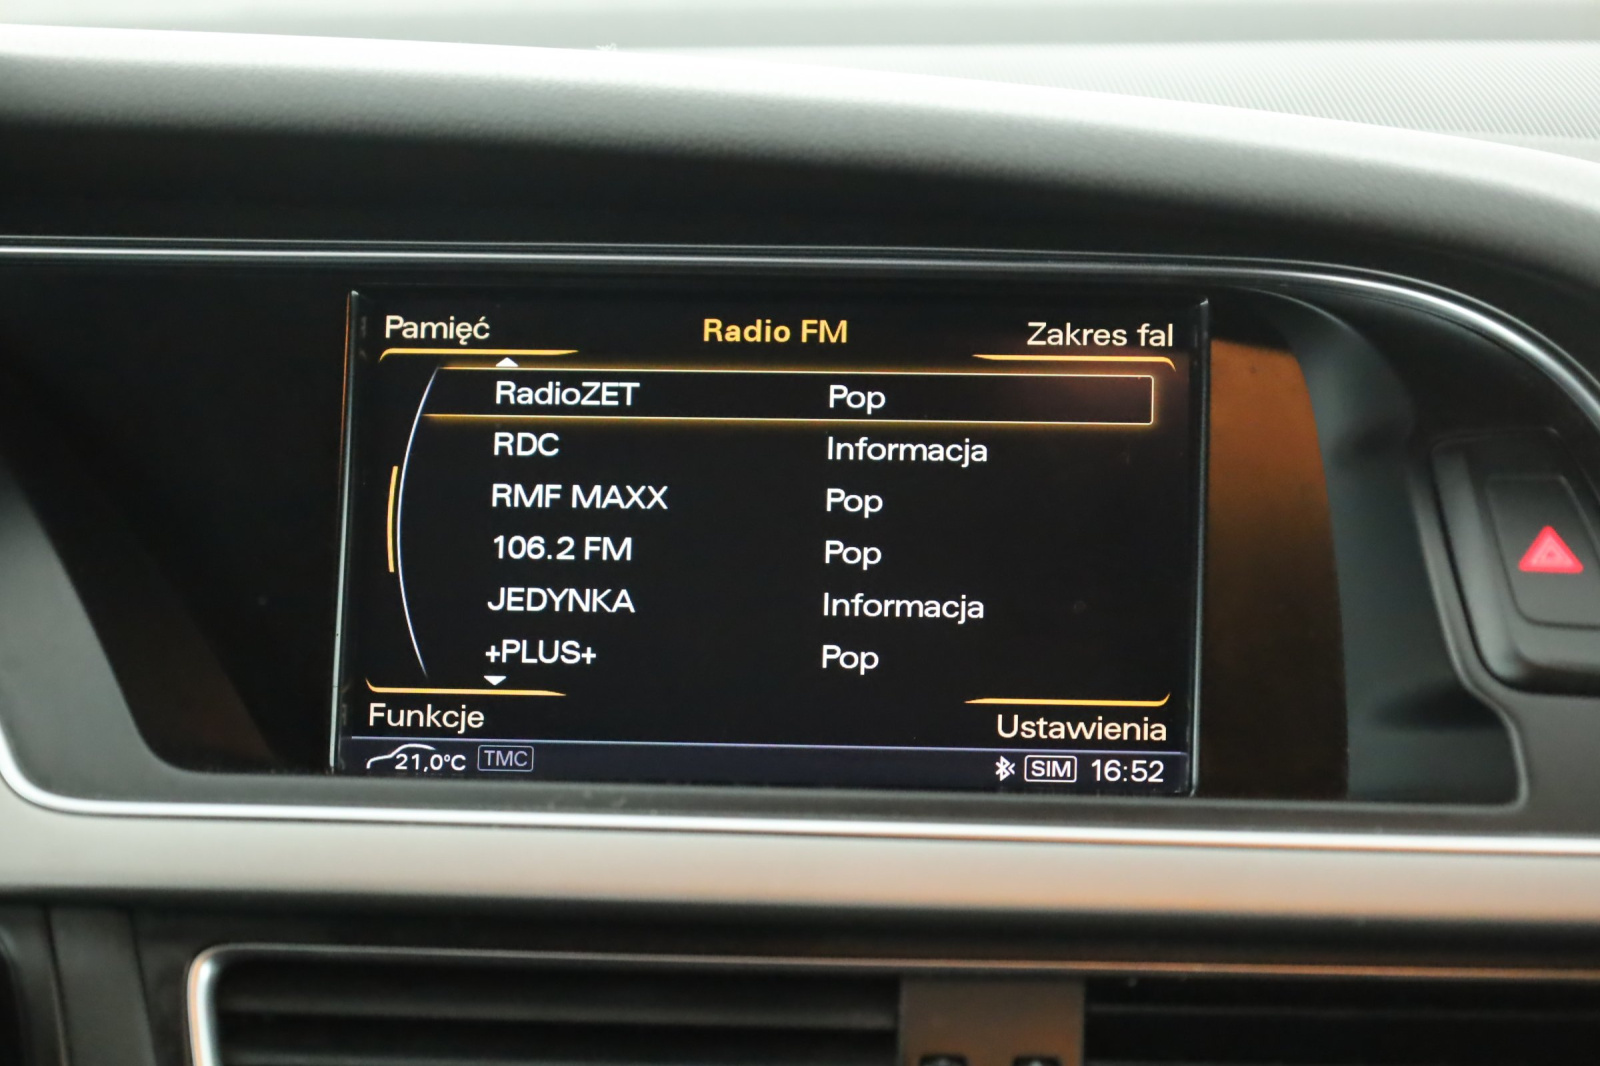 Pamięć Radio FM Zakres fal
RadioZET Pop
RDC Informacja
RMF MAXX Pop
106.2 FM Pop
JEDYNKA Informacja
+PLUS+ Pop
Funkcje Ustawienia
21,0°C TMC SIM 16:52